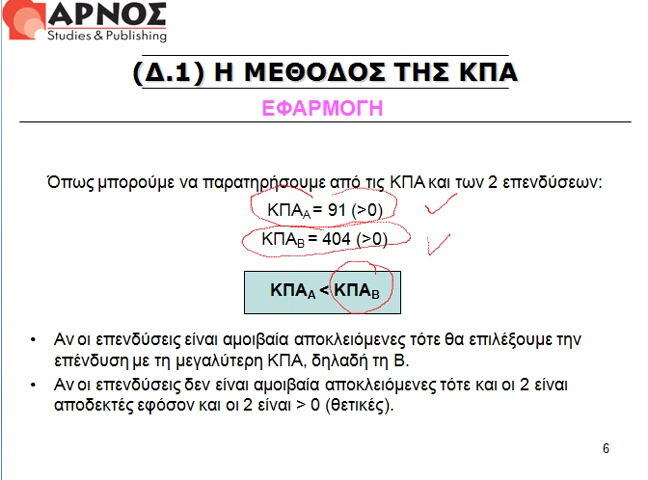 ΑΡΝΟΣ
Studies & Publishing
(Δ.1) Η ΜΕΘΟΔΟΣ ΤΗΣ ΚΠΑ
ΕΦΑΡΜΟΓΗ
Όπως μπορούμε να παρατηρήσουμε από τις ΚΠΑ και των 2 επενδύσεων:
ΚΠΑA = 91 (>0)
ΚΠΑB = 404 (>0)
ΚΠΑA < ΚΠΑB
• Αν οι επενδύσεις είναι αμοιβαία αποκλειόμενες τότε θα επιλέξουμε την
επένδυση με τη μεγαλύτερη ΚΠΑ, δηλαδή τη Β.
• Αν οι επενδύσεις δεν είναι αμοιβαία αποκλειόμενες τότε και οι 2 είναι
αποδεκτές εφόσον και οι 2 είναι > 0 (θετικές).
6